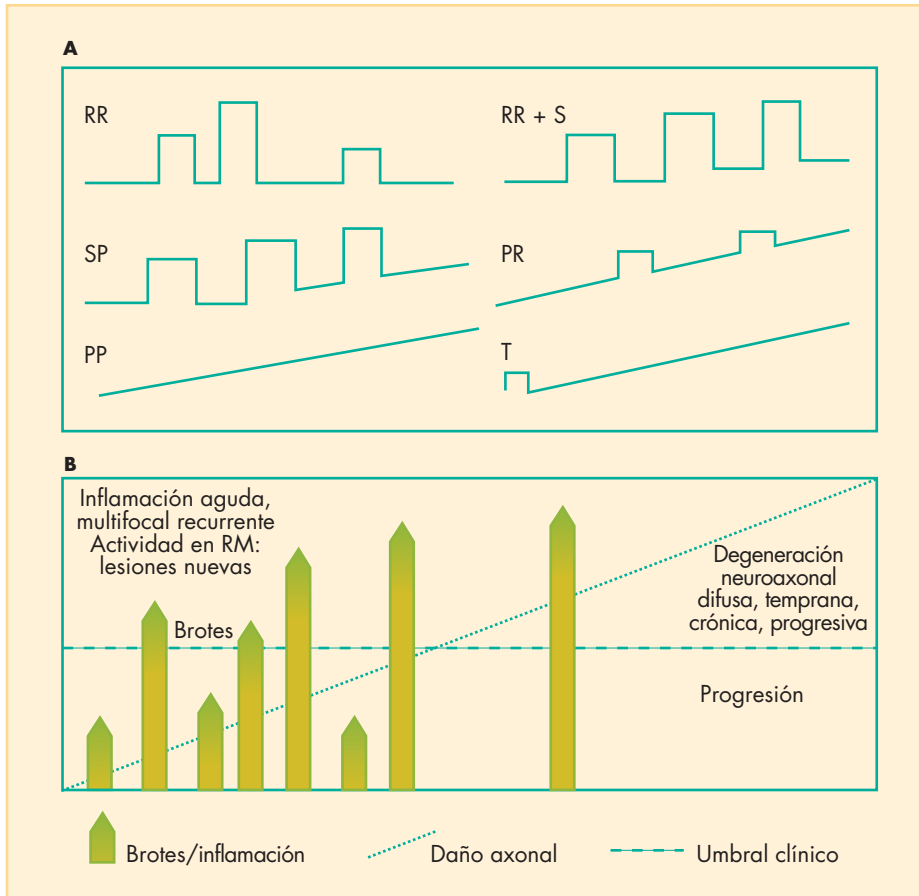 A
RR
RR + S
SP
PR
PP
T
B
Inflamación aguda,
multifocal recurrente
Actividad en RM:
lesiones nuevas
Brotes
Degeneración
neuroaxonal
difusa, temprana,
crónica, progresiva
Progresión
Brotes/inflamación
Daño axonal
Umbral clínico